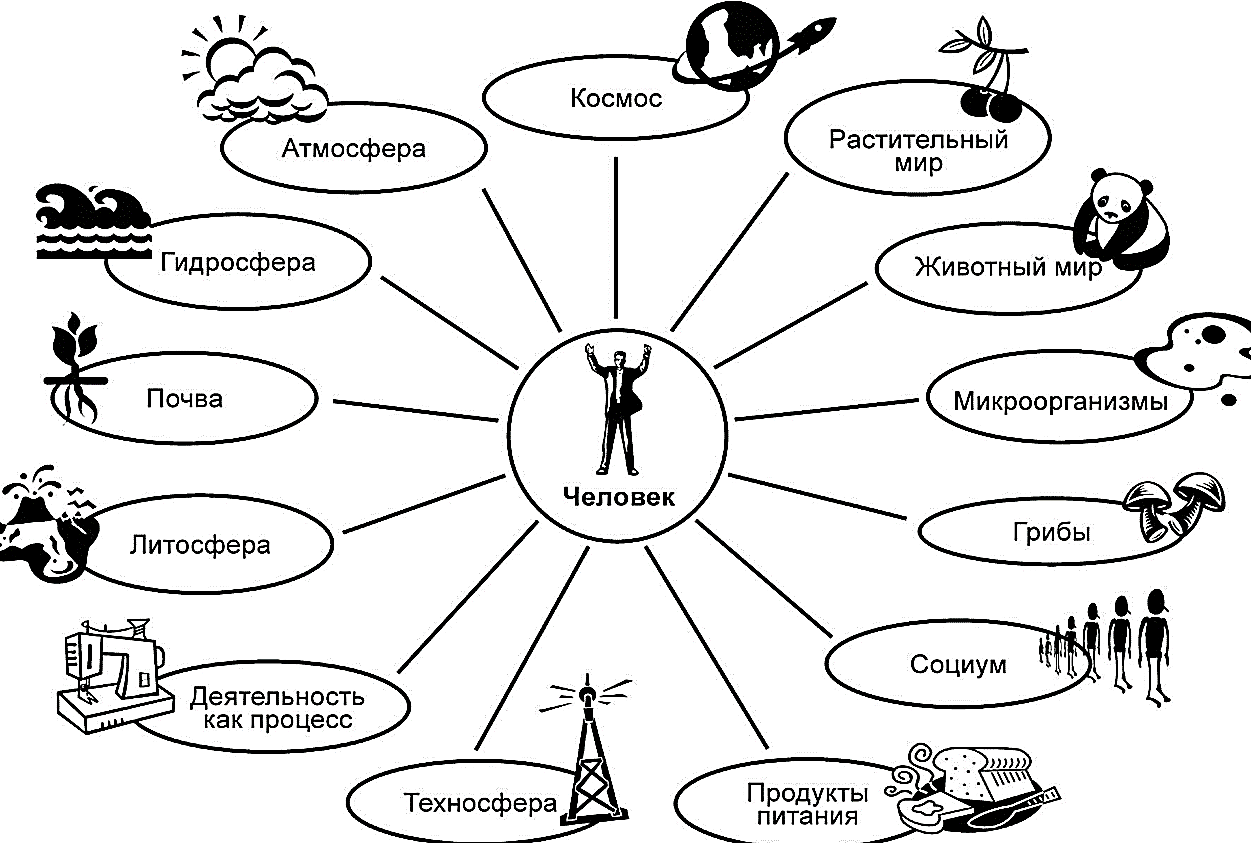 Космос
Атмосфера
Растительный
мир
Гидросфера
Животный мир
Почва
Микроорганизмы
Человек
Литосфера
Грибы
Социум
Деятельность
как процесс
Техносфера
Продукты
питания